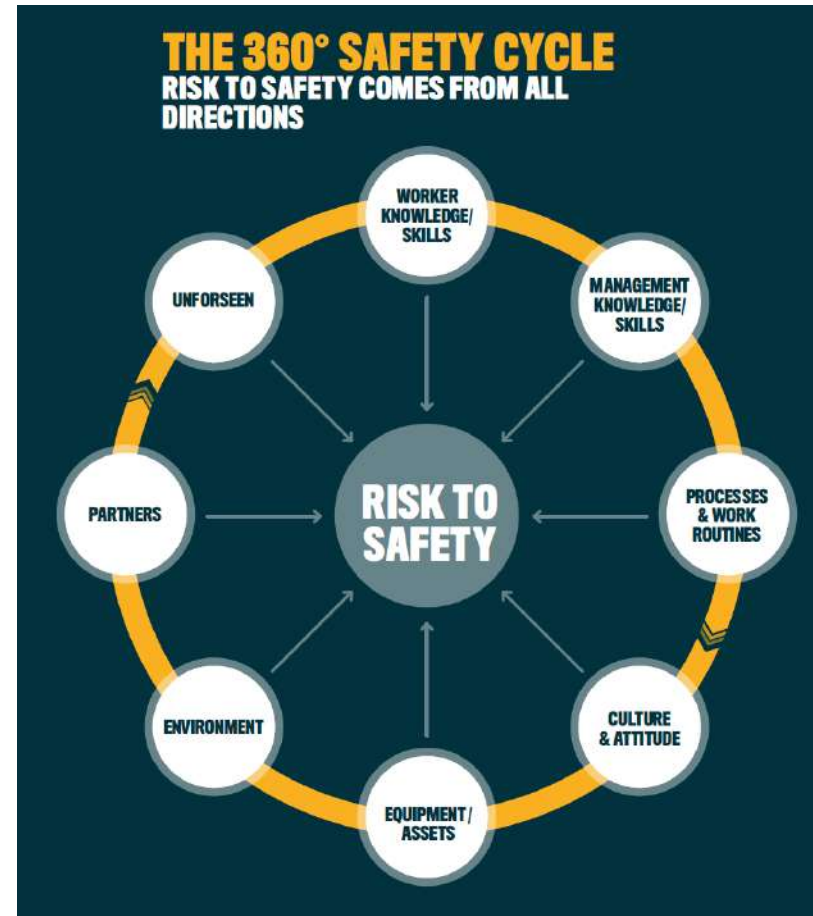 THE 360° SAFETY CYCLE
RISK TO SAFETY COMES FROM ALL
DIRECTIONS
WORKER
KNOWLEDGE/
SKILLS
MANAGEMENT
KNOWLEDGE/
SKILLS
PROCESSES
& WORK
ROUTINES
CULTURE
& ATTITUDE
EQUIPMENT/
ASSETS
ENVIRONMENT
PARTNERS
UNFORSEEN
RISK TO
SAFETY